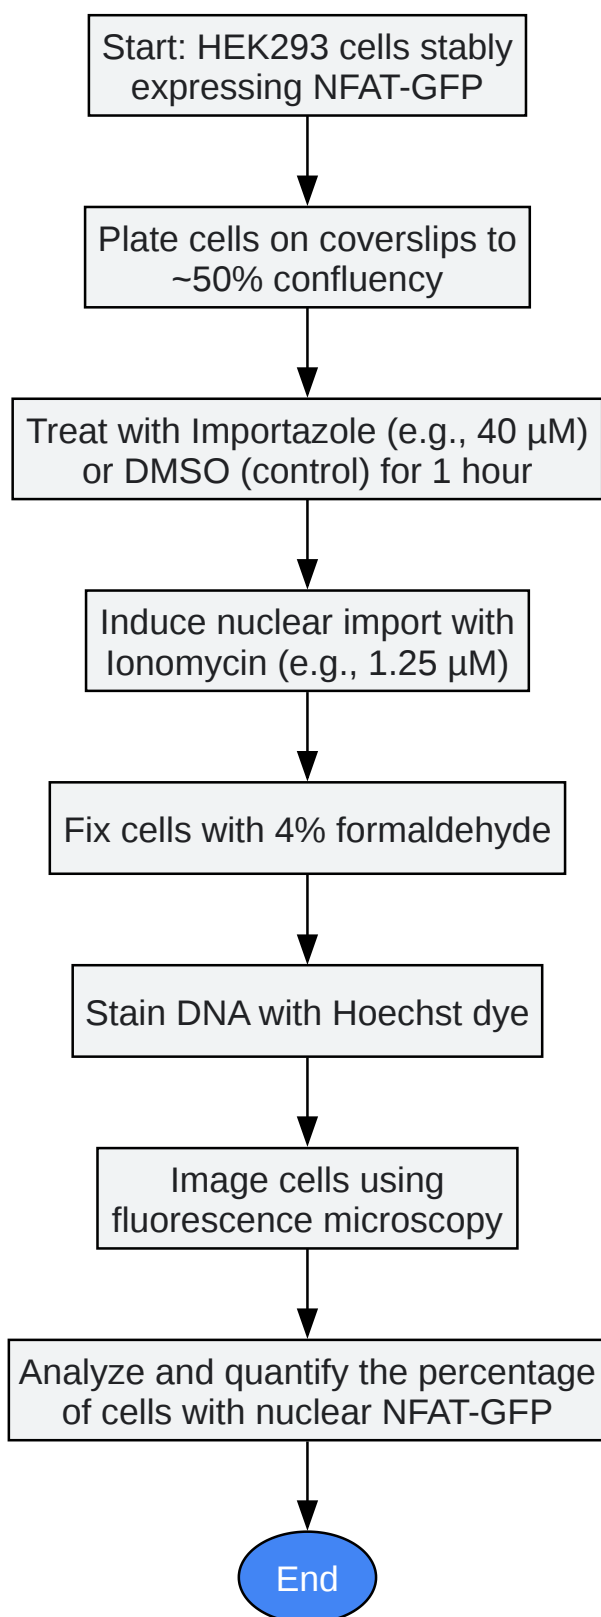 Start: HEK293 cells stably
expressing NFAT-GFP
Plate cells on coverslips to
~50% confluency
Treat with Importazole (e.g., 40 µM)
or DMSO (control) for 1 hour
Induce nuclear import with
Ionomycin (e.g., 1.25 µM)
Fix cells with 4% formaldehyde
Stain DNA with Hoechst dye
Image cells using
fluorescence microscopy
Analyze and quantify the percentage
of cells with nuclear NFAT-GFP
End